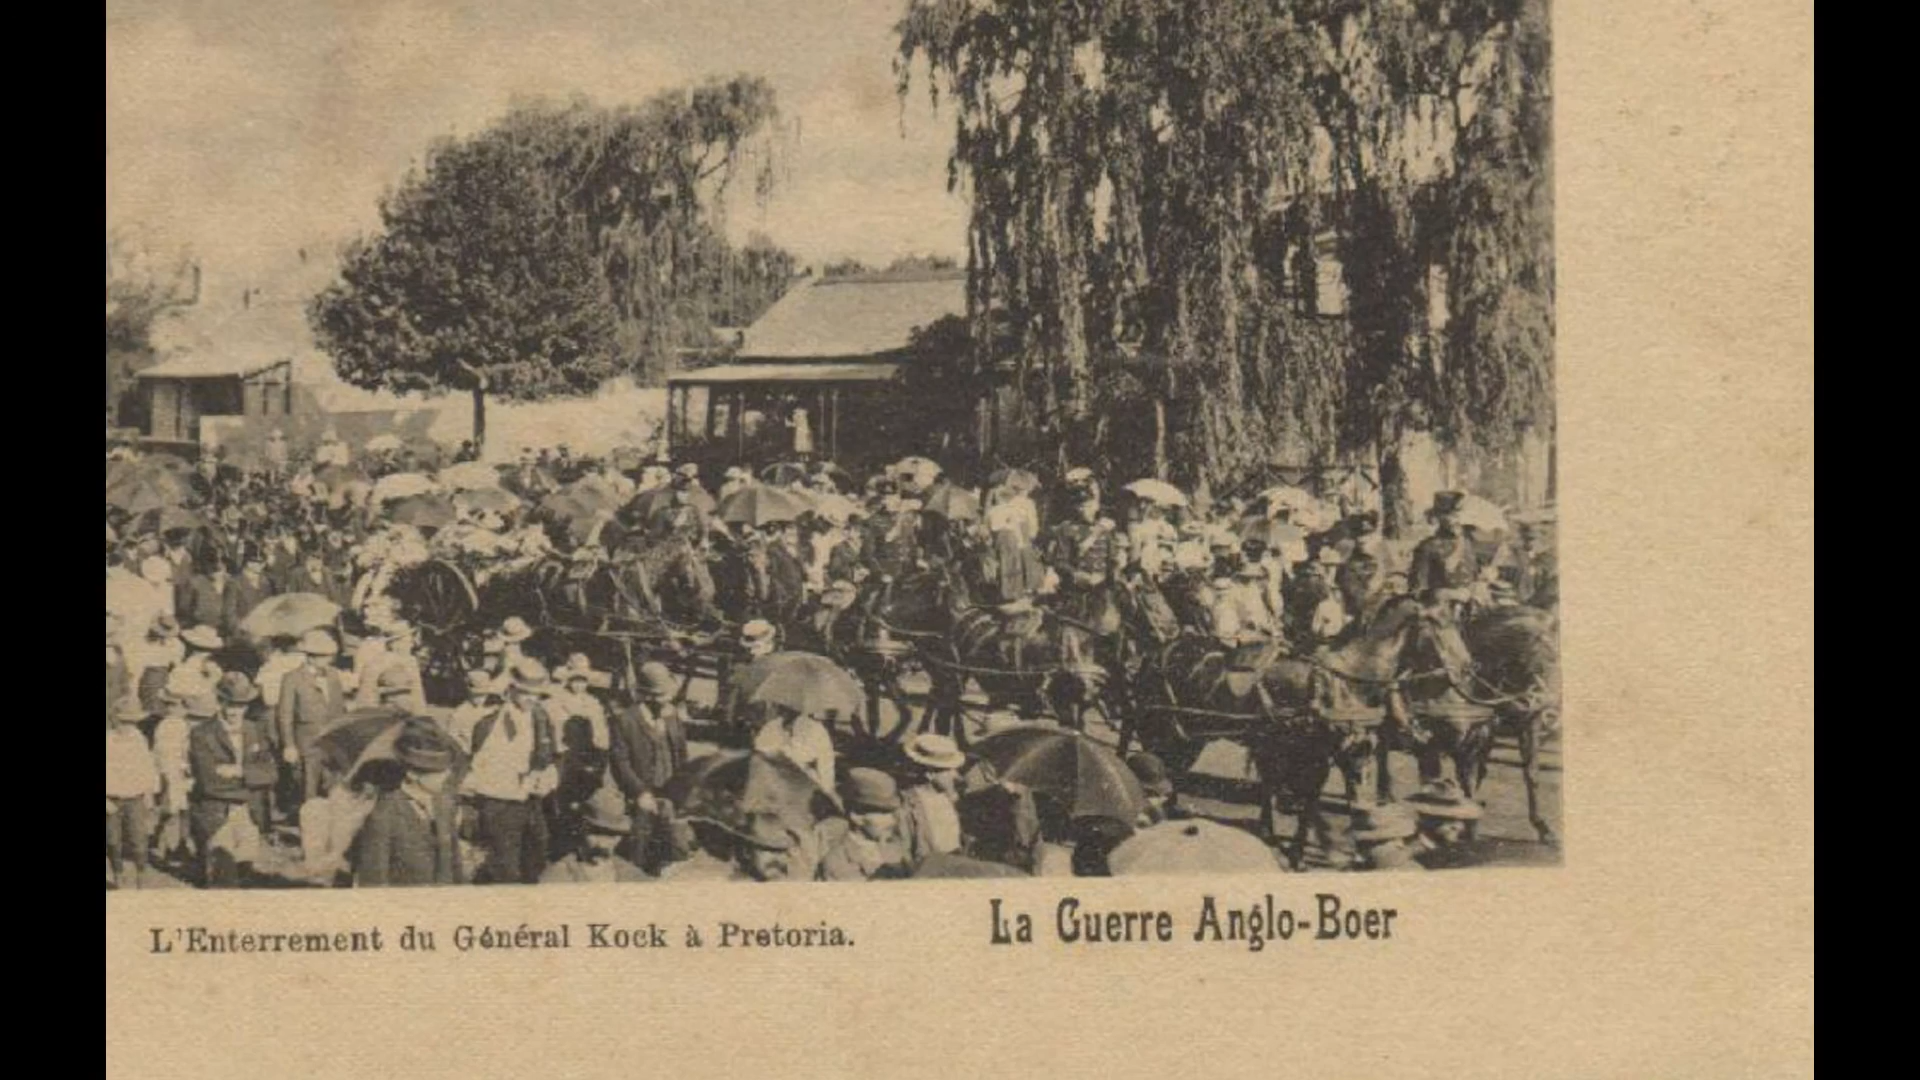 L'Enterrement du Général Kock à Pretoria.
La Guerre Anglo-Boer